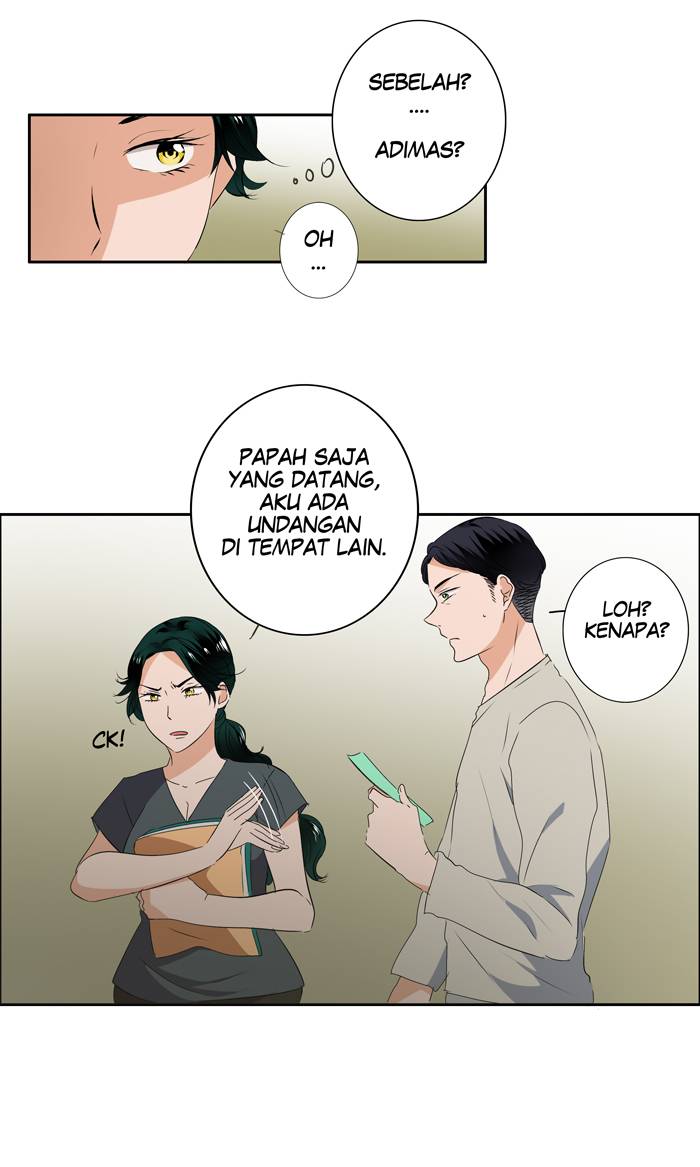 SEBELAH?
....
ADIMAS?
OH
...
PAPAH SAJA
YANG DATANG,
AKU ADA
UNDANGAN
DI TEMPAT LAIN.
LOH?
KENAPA?
CK!